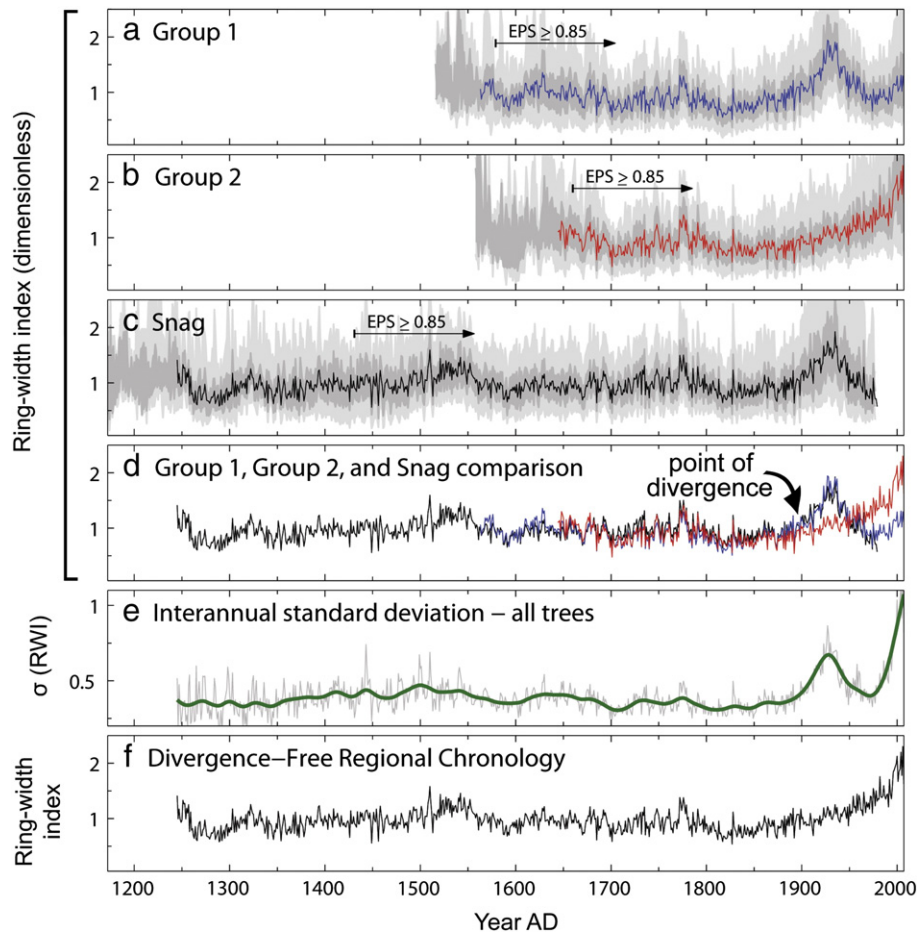 Ring-width index (dimensionless)
a Group 1
EPS ≥ 0.85
2
1
b Group 2
EPS ≥ 0.85
2
1
c Snag
EPS ≥ 0.85
2
1
d Group 1, Group 2, and Snag comparison
point of
divergence
2
1
σ (RWI)
e Interannual standard deviation – all trees
1
0.5
Ring-width
index
f Divergence–Free Regional Chronology
2
1
1200 1300 1400 1500 1600 1700 1800 1900 2000
Year AD